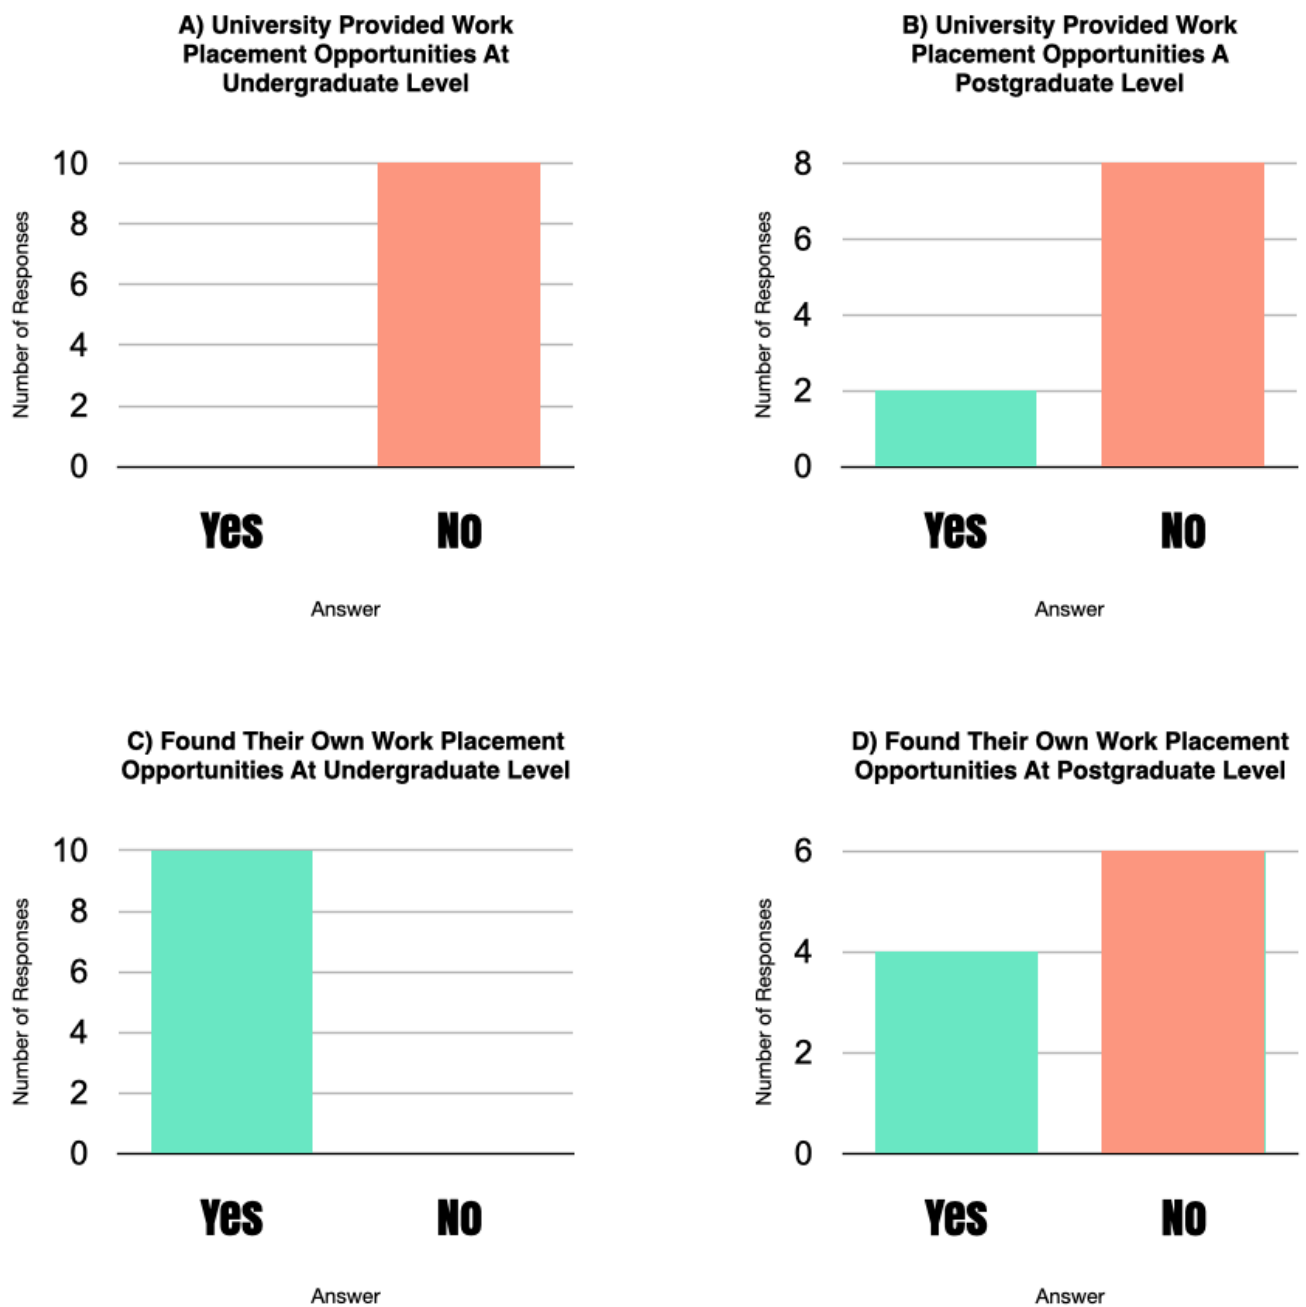 A) University Provided Work
Placement Opportunities At
Undergraduate Level
Number of Responses
10
8
6
4
2
0
Yes
No
Answer
B) University Provided Work
Placement Opportunities A
Postgraduate Level
Number of Responses
8
6
4
2
0
Yes
No
Answer
C) Found Their Own Work Placement
Opportunities At Undergraduate Level
Number of Responses
10
8
6
4
2
0
Yes
No
Answer
D) Found Their Own Work Placement
Opportunities At Postgraduate Level
Number of Responses
6
4
2
0
Yes
No
Answer